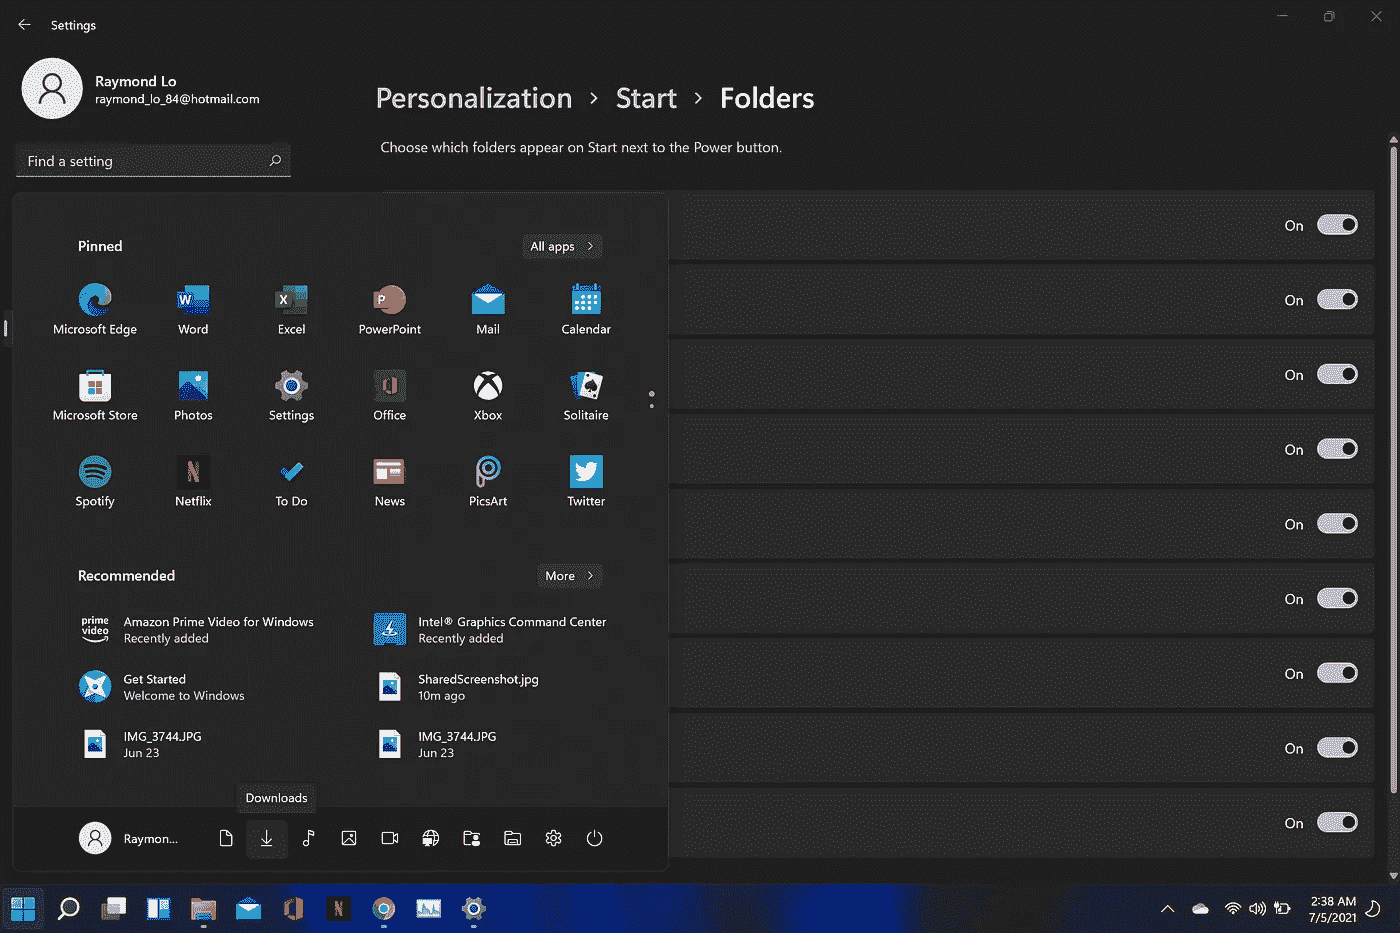 Settings
Raymond Lo
raymond_lo_84@hotmail.com
Find a setting
Personalization > Start > Folders
Choose which folders appear on Start next to the Power button.
On
On
On
On
On
On
On
On
On
Pinned
All apps >
Microsoft Edge
Word
Excel
PowerPoint
Mail
Calendar
Microsoft Store
Photos
Settings
Office
Xbox
Solitaire
Spotify
Netflix
To Do
News
PicsArt
Twitter
Recommended
More >
prime video
Amazon Prime Video for Windows
Recently added
Intel® Graphics Command Center
Recently added
Get Started
Welcome to Windows
SharedScreenshot.jpg
10m ago
IMG_3744.JPG
Jun 23
IMG_3744.JPG
Jun 23
Downloads
Raymon...
2:38 AM
7/5/2021